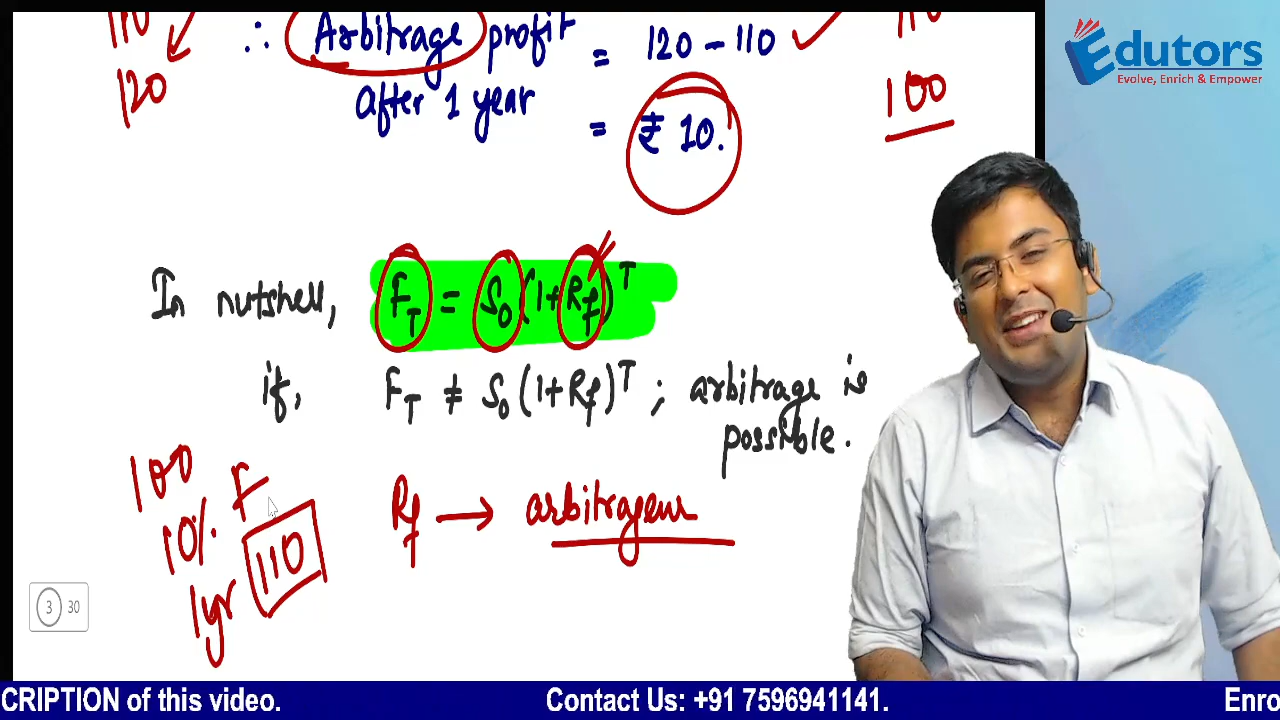 110
120
∴ Arbitrage profit after 1 year = 120 - 110
= ₹ 10.
110
100
Edutors
Evolve, Enrich & Empower
In nutshell, F_T = S_0 (1+R_f)^T
if, F_T ≠ S_0 (1+R_f)^T ; arbitrage is possible.
100
10% F
1yr 110
R_f → arbitrageur
3 30
CRIPTION of this video. Contact Us: +91 7596941141. Enro